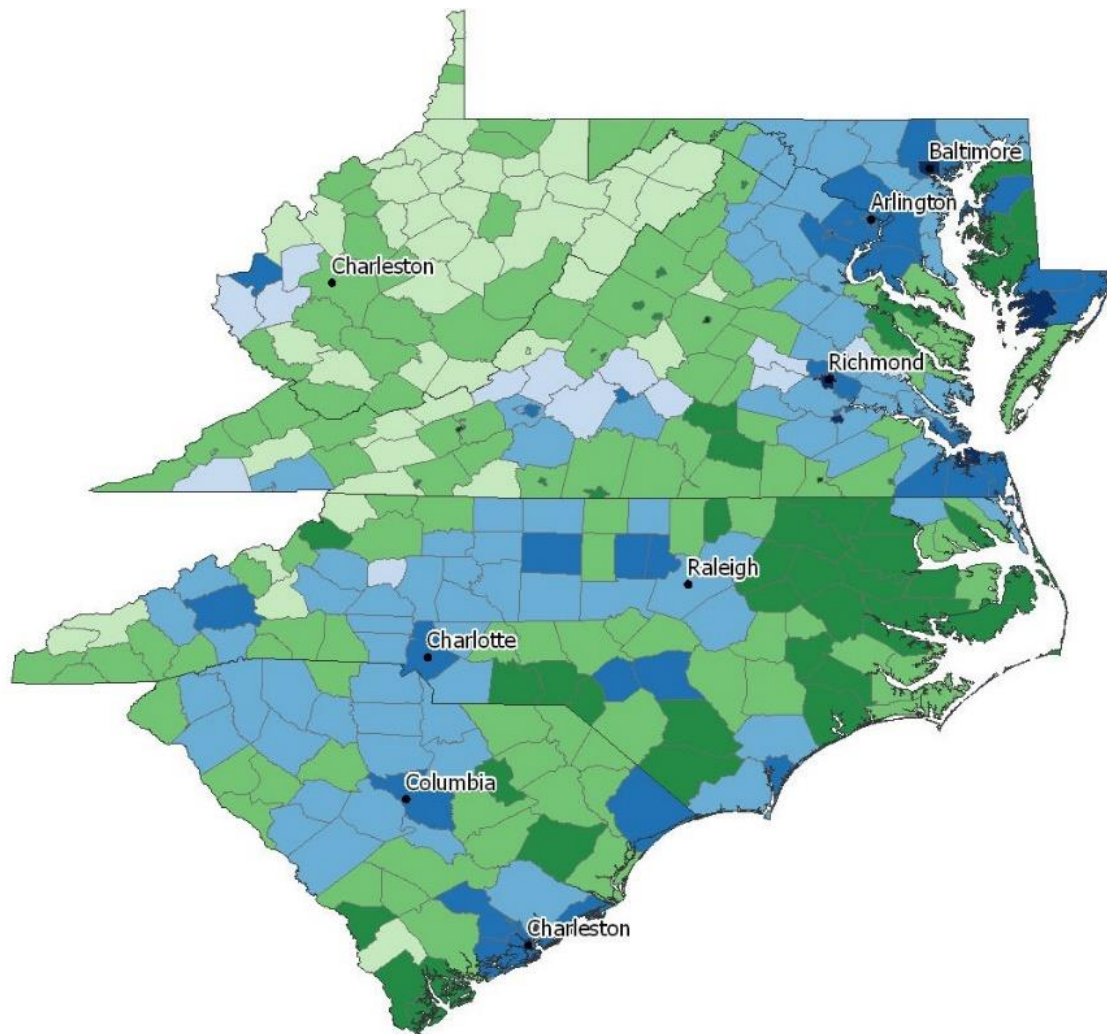 Baltimore
Arlington
Charleston
Richmond
Raleigh
Charlotte
Columbia
Charleston